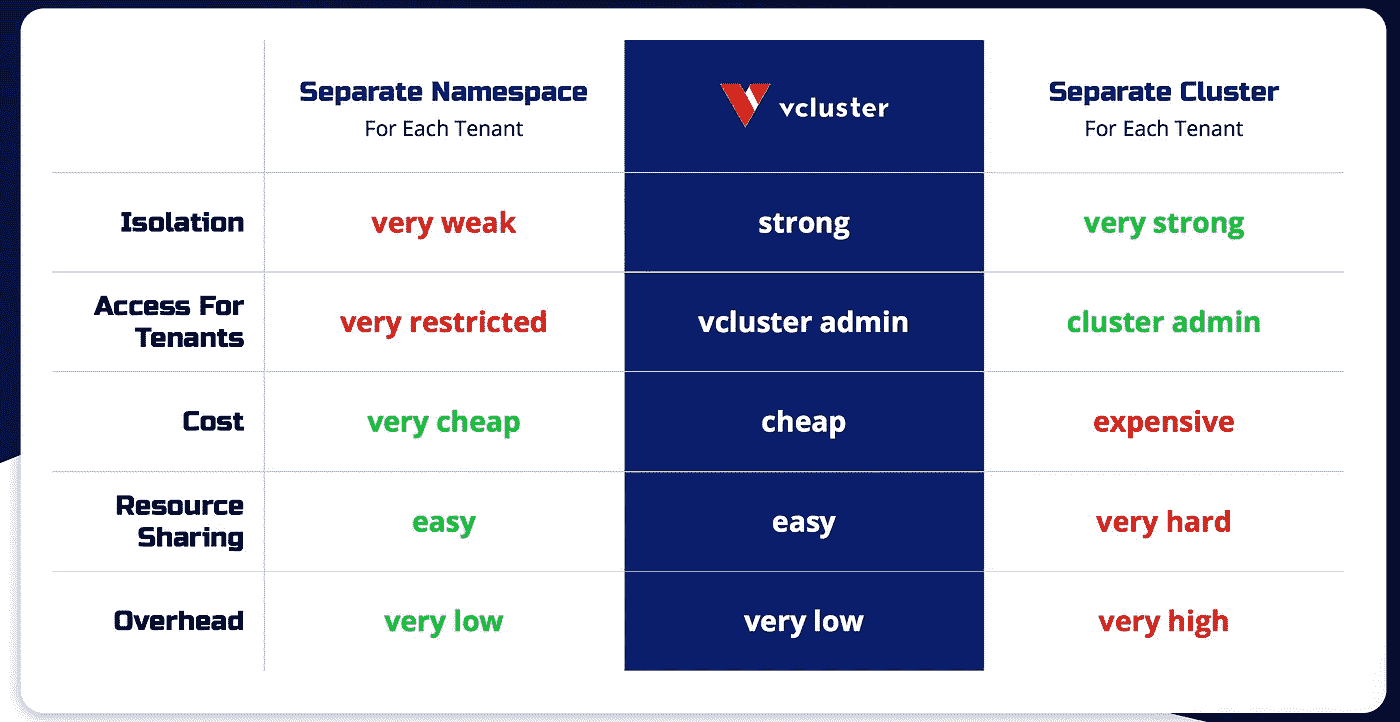 Separate Namespace
For Each Tenant
vcluster
Separate Cluster
For Each Tenant
Isolation
very weak
strong
very strong
Access For
Tenants
very restricted
vcluster admin
cluster admin
Cost
very cheap
cheap
expensive
Resource
Sharing
easy
easy
very hard
Overhead
very low
very low
very high